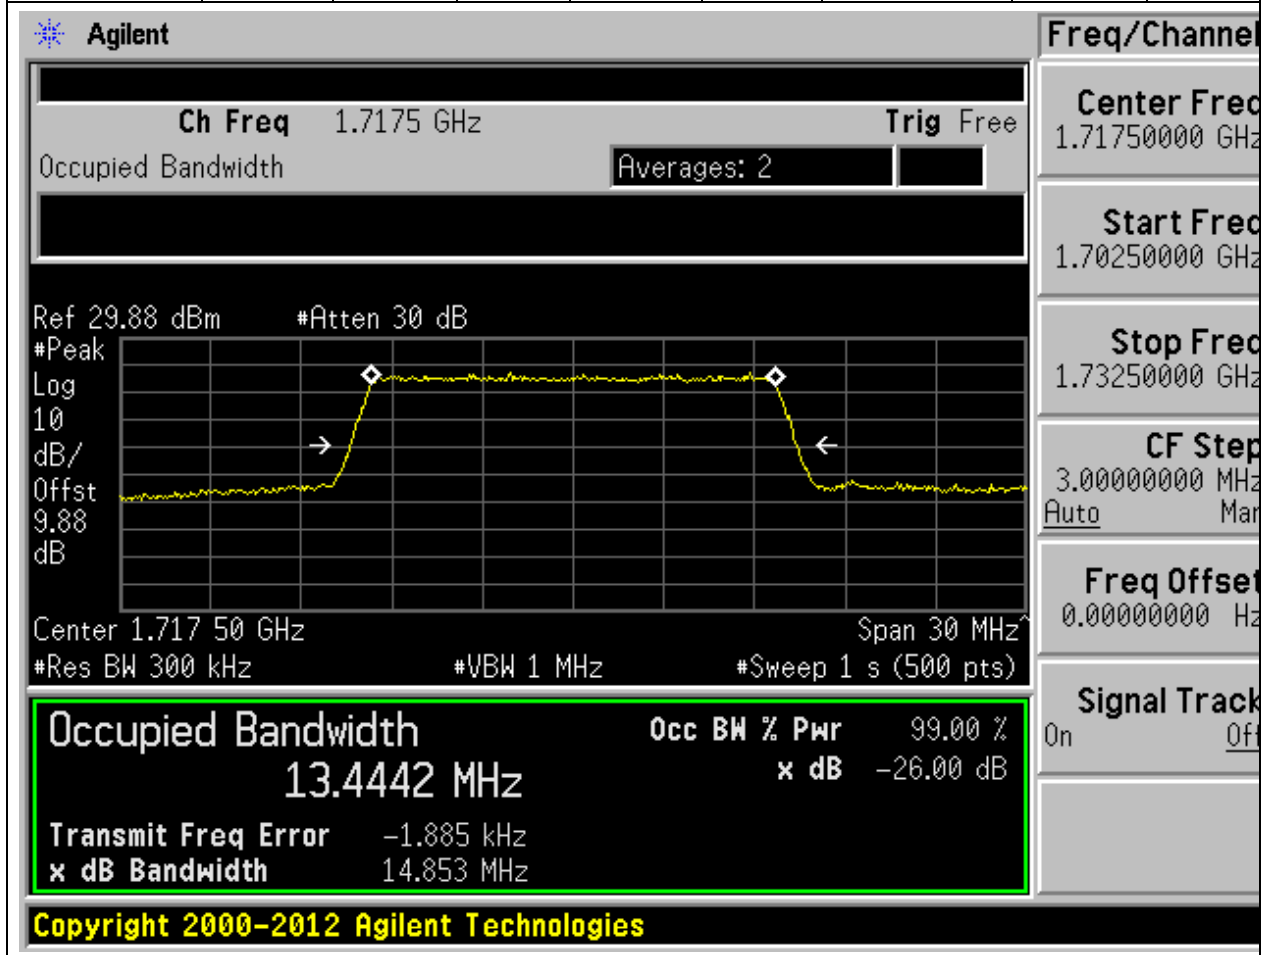 Agilent
Freq/Channel
Ch Freq 1.7175 GHz Trig Free
Occupied Bandwidth Averages: 2
Center Freq
1.71750000 GHz
Start Freq
1.70250000 GHz
Stop Freq
1.73250000 GHz
CF Step
3.00000000 MHz
Auto Man
Freq Offset
0.00000000 Hz
Signal Track
On Off
Ref 29.88 dBm #Atten 30 dB
#Peak
Log
10
dB/
Offst
9.88
dB
Center 1.717 50 GHz Span 30 MHz^
#Res BW 300 kHz #VBW 1 MHz #Sweep 1 s (500 pts)
Occupied Bandwidth Occ BW % Pwr 99.00 %
13.4442 MHz x dB -26.00 dB
Transmit Freq Error -1.885 kHz
x dB Bandwidth 14.853 MHz
Copyright 2000-2012 Agilent Technologies